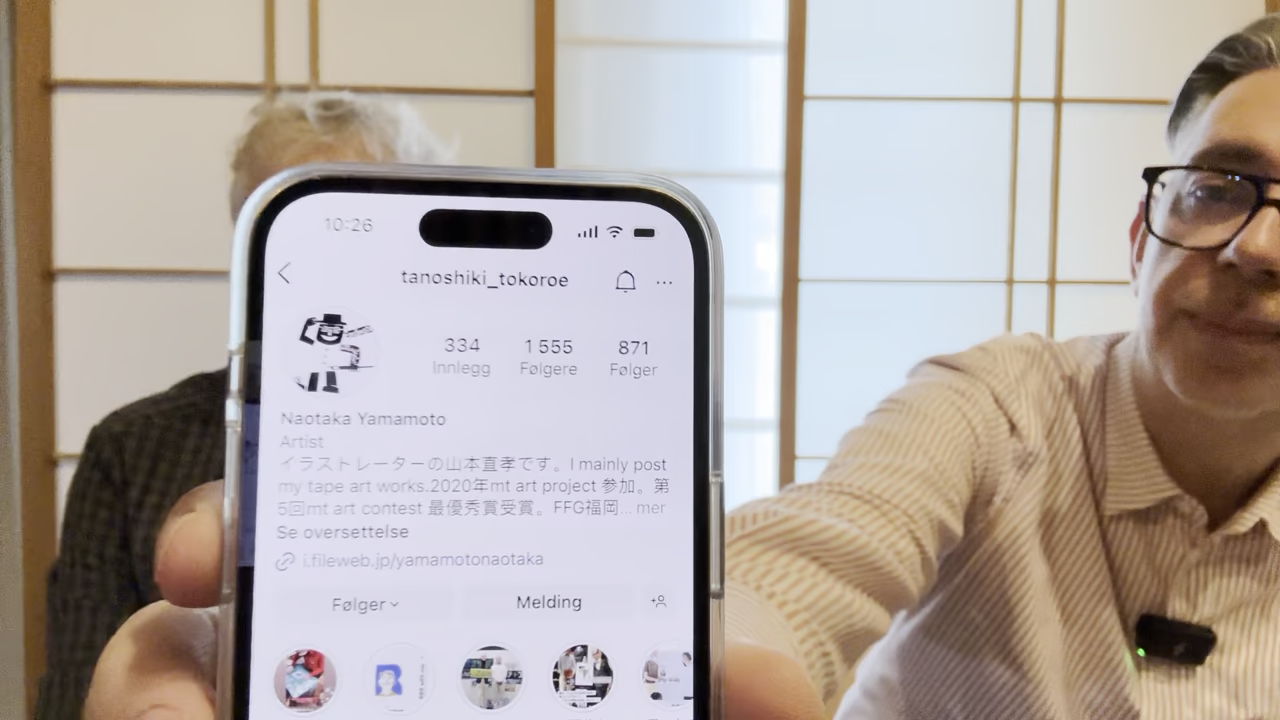 10:26
tanoshiki_tokoroe
334 1 555 871
Innlegg Følgere Følger
Naotaka Yamamoto
Artist
イラストレーターの山本直孝です。I mainly post
my tape art works.2020年mt art project 参加。第
5回mt art contest 最優秀賞受賞。FFG福岡... mer
Se oversettelse
i.fileweb.jp/yamamotonaotaka
Følger Melding